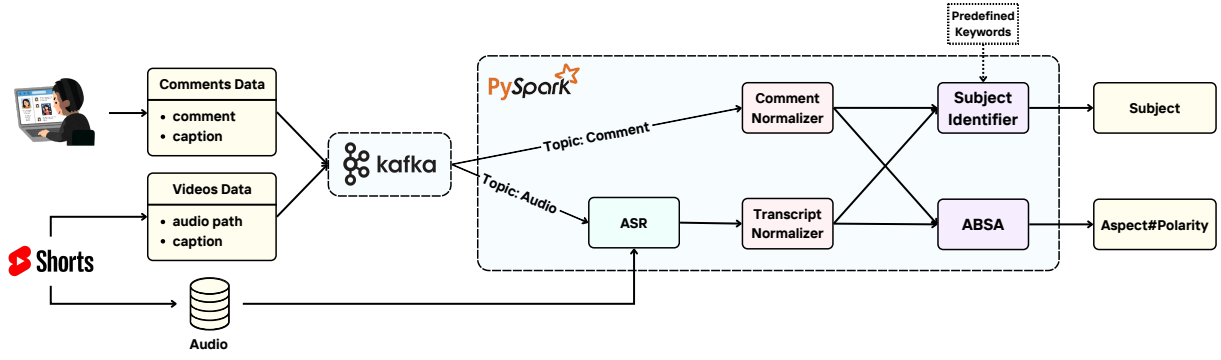 Predefined
Keywords
PySpark
Comments Data
• comment
• caption
Videos Data
• audio path
• caption
Shorts
Audio
kafka
Topic: Comment
Topic: Audio
ASR
Comment
Normalizer
Transcript
Normalizer
Subject
Identifier
ABSA
Subject
Aspect#Polarity